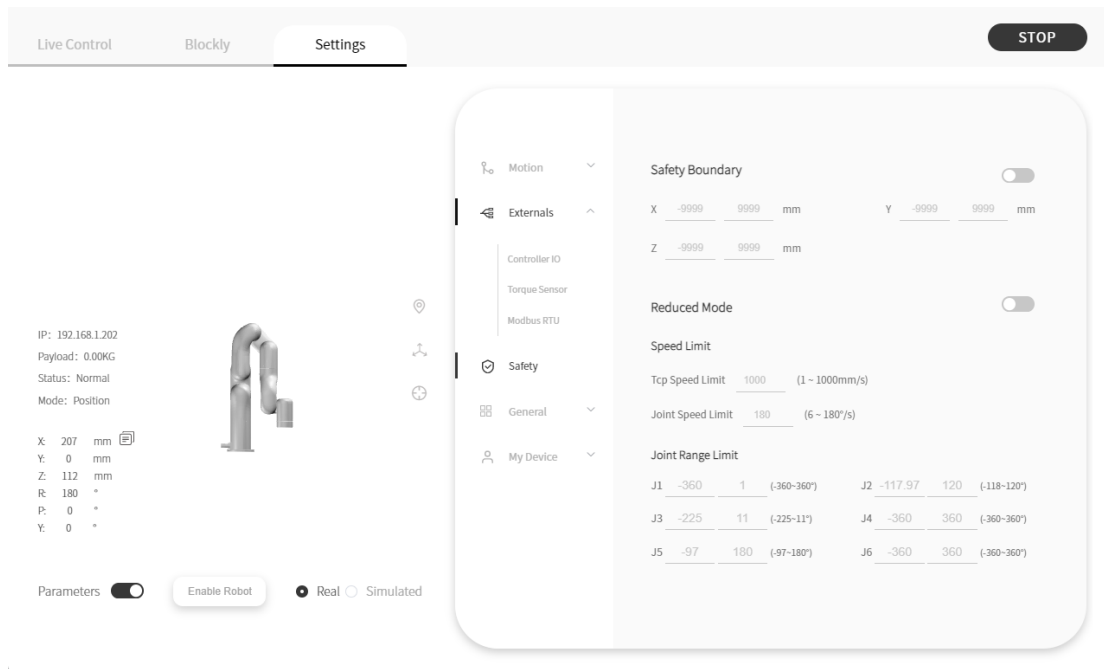 Live Control Blockly Settings STOP
IP: 192.168.1.202
Payload: 0.00KG
Status: Normal
Mode: Position
X: 207 mm
Y: 0 mm
Z: 112 mm
R: 180 °
P: 0 °
Y: 0 °
Parameters Enable Robot Real Simulated
Motion
Externals
Controller IO
Torque Sensor
Modbus RTU
Safety
General
My Device
Safety Boundary
X -9999 9999 mm Y -9999 9999 mm
Z -9999 9999 mm
Reduced Mode
Speed Limit
Tcp Speed Limit 1000 (1 ~ 1000mm/s)
Joint Speed Limit 180 (6 ~ 180°/s)
Joint Range Limit
J1 -360 1 (-360~360°) J2 -117.97 120 (-118~120°)
J3 -225 11 (-225~11°) J4 -360 360 (-360~360°)
J5 -97 180 (-97~180°) J6 -360 360 (-360~360°)